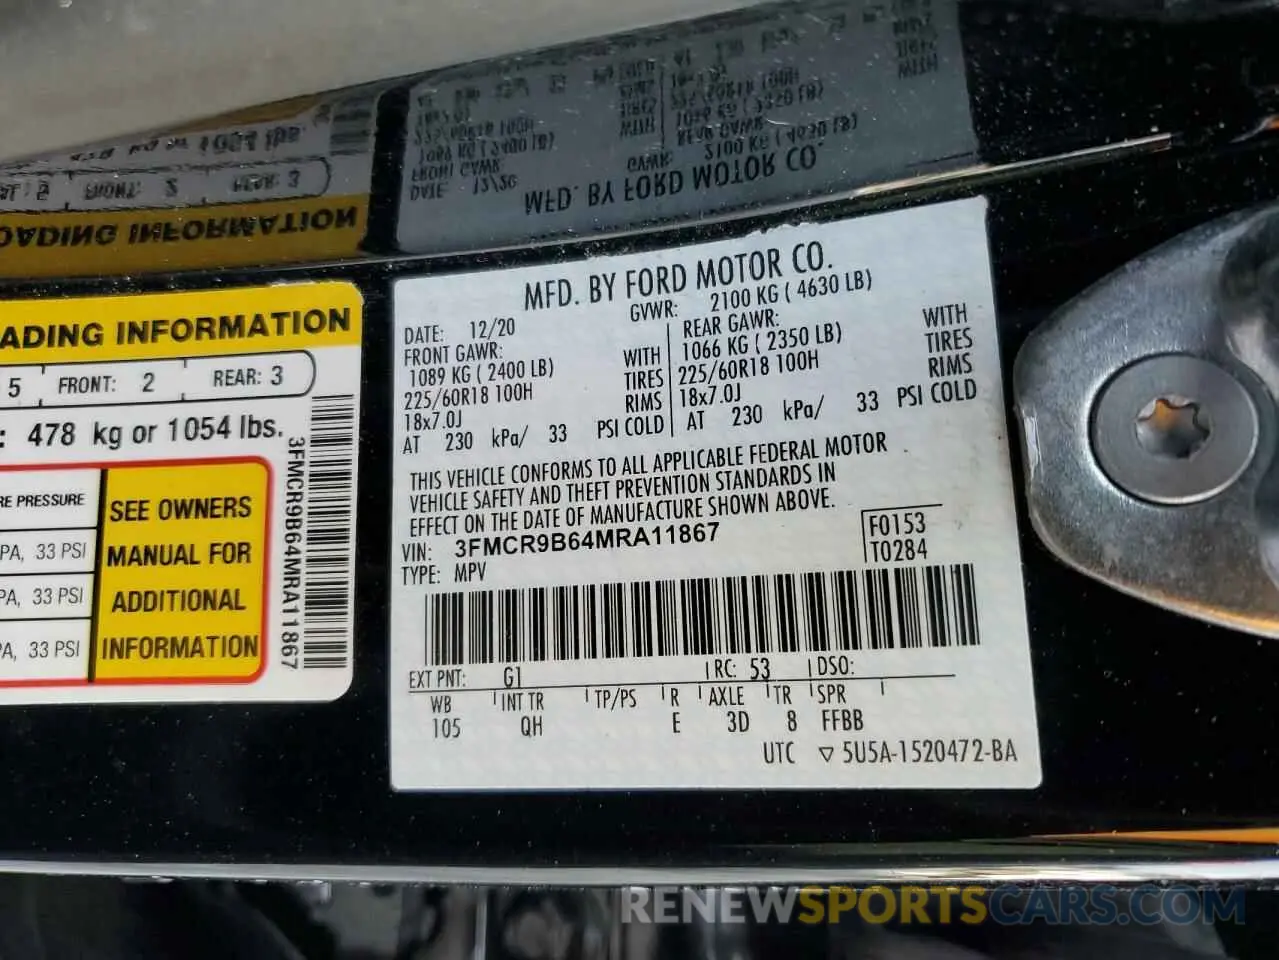 MFD. BY FORD MOTOR CO.
DATE: 12/20
GVWR: 2100 KG ( 4630 LB)
FRONT GAWR:
1089 KG ( 2400 LB) WITH
225/60R18 100H TIRES
18x7.0J RIMS
AT 230 kPa/ 33 PSI COLD
REAR GAWR: WITH
1066 KG ( 2350 LB) TIRES
225/60R18 100H RIMS
18x7.0J
AT 230 kPa/ 33 PSI COLD
THIS VEHICLE CONFORMS TO ALL APPLICABLE FEDERAL MOTOR
VEHICLE SAFETY AND THEFT PREVENTION STANDARDS IN
EFFECT ON THE DATE OF MANUFACTURE SHOWN ABOVE.
VIN: 3FMCR9B64MRA11867
TYPE: MPV
F0153
T0284
EXT PNT: G1 RC: 53 DSO:
WB INT TR TP/PS R AXLE TR SPR
105 QH E 3D 8 FFBB
UTC ▽ 5U5A-1520472-BA
ADING INFORMATION
5 FRONT: 2 REAR: 3
: 478 kg or 1054 lbs.
RE PRESSURE
PA, 33 PSI
PA, 33 PSI
PA, 33 PSI
SEE OWNERS
MANUAL FOR
ADDITIONAL
INFORMATION
3FMCR9B64MRA11867
RENEWSPORTSCARS.COM